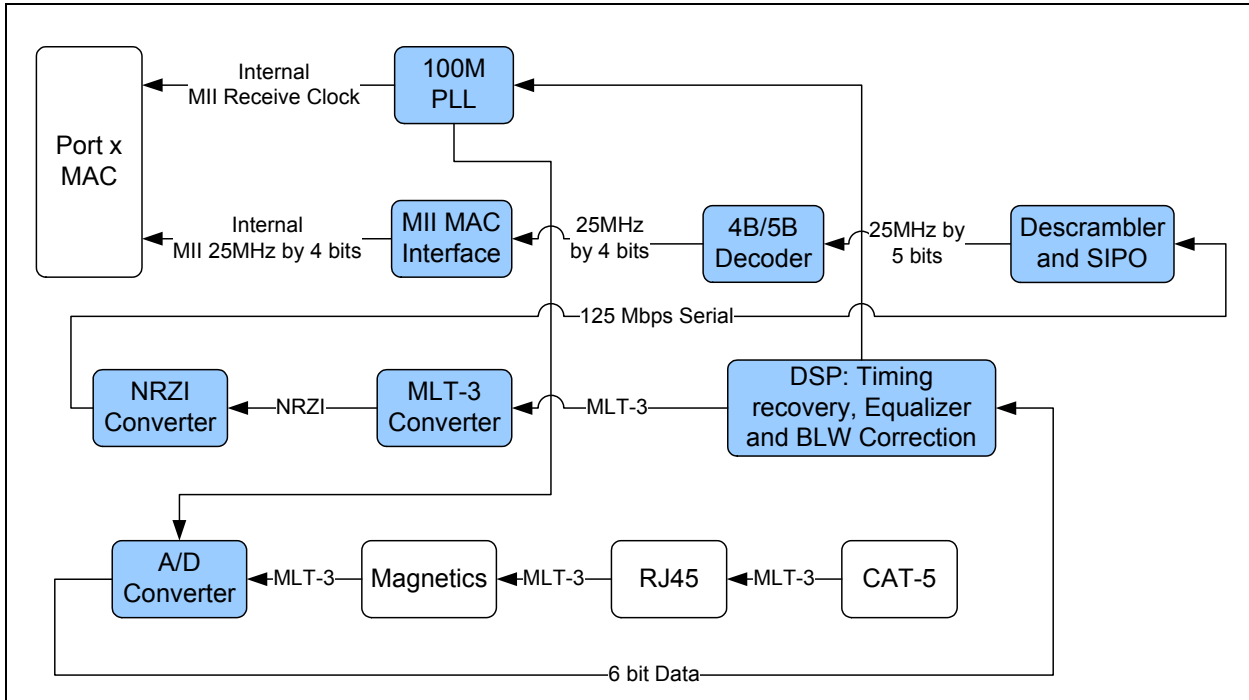 Internal
MII Receive Clock
100M
PLL
Port x
MAC
Internal
MII 25MHz by 4 bits
MII MAC
Interface
25MHz
by 4 bits
4B/5B
Decoder
25MHz by
5 bits
Descrambler
and SIPO
125 Mbps Serial
NRZI
Converter
NRZI
MLT-3
Converter
MLT-3
DSP: Timing
recovery, Equalizer
and BLW Correction
A/D
Converter
MLT-3
Magnetics
MLT-3
RJ45
MLT-3
CAT-5
6 bit Data